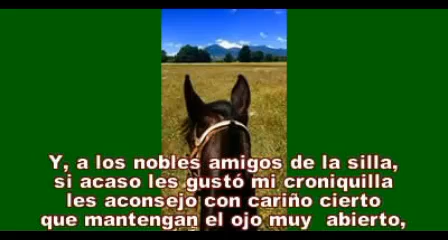 Y, a los nobles amigos de la silla,
si acaso les gustó mi croniquilla
les aconsejo con cariño cierto
que mantengan el ojo muy abierto,